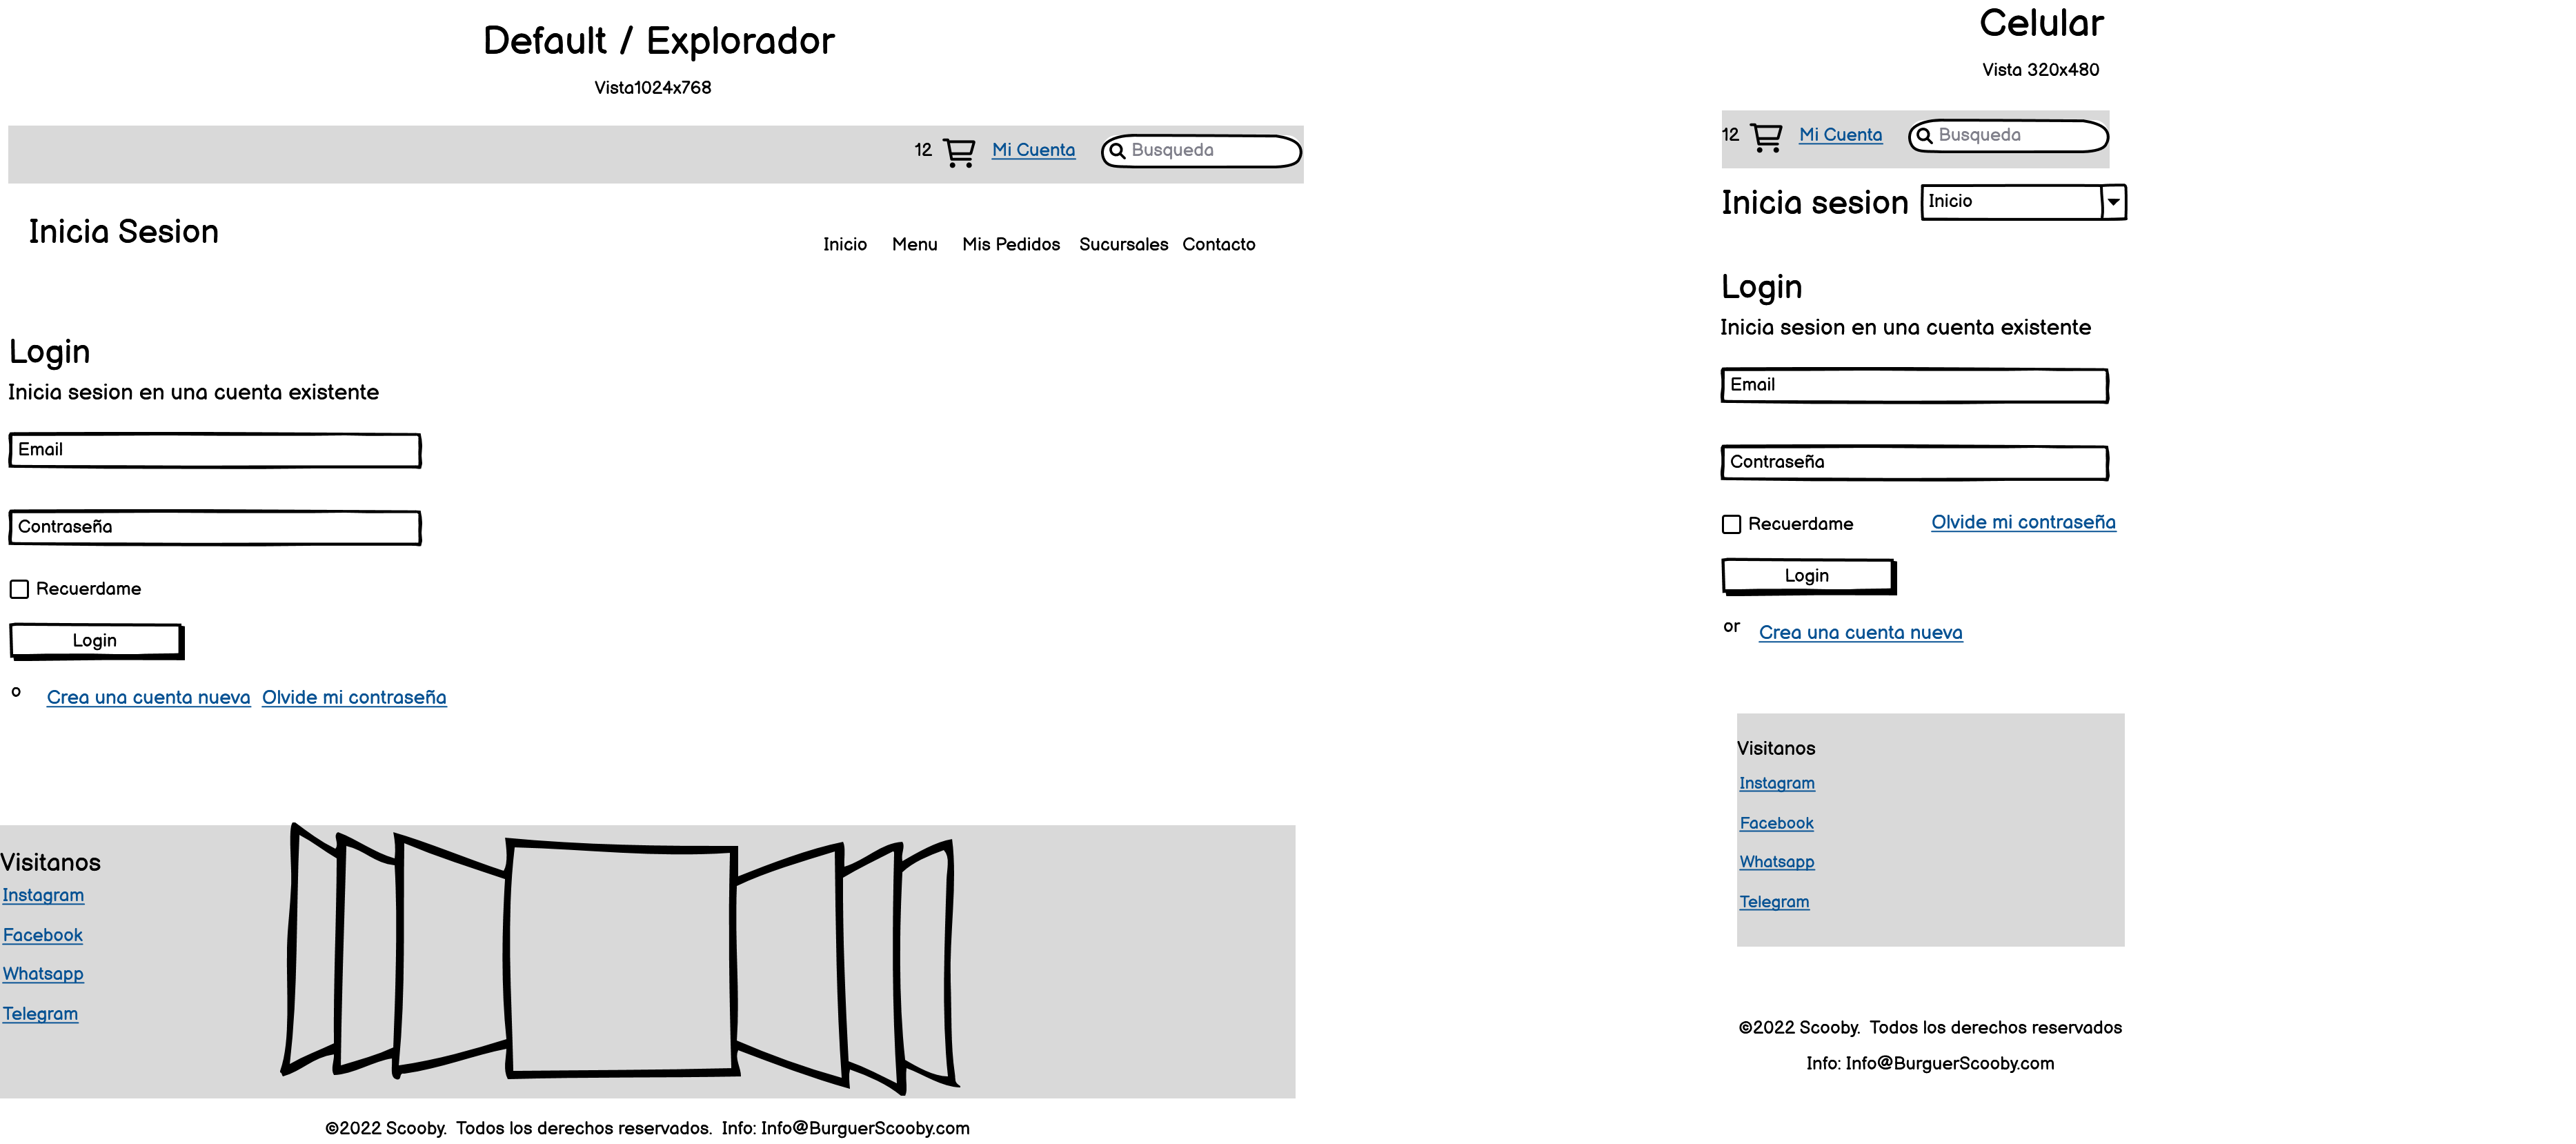 Default / Explorador
Vista1024x768
12 Mi Cuenta Busqueda
Inicia Sesion
Inicio Menu Mis Pedidos Sucursales Contacto
Login
Inicia sesion en una cuenta existente
Email
Contraseña
Recuerdame
Login
o Crea una cuenta nueva Olvide mi contraseña
Visitanos
Instagram
Facebook
Whatsapp
Telegram
©2022 Scooby. Todos los derechos reservados. Info: Info@BurguerScooby.com
Celular
Vista 320x480
12 Mi Cuenta Busqueda
Inicia sesion Inicio
Login
Inicia sesion en una cuenta existente
Email
Contraseña
Recuerdame Olvide mi contraseña
Login
or Crea una cuenta nueva
Visitanos
Instagram
Facebook
Whatsapp
Telegram
©2022 Scooby. Todos los derechos reservados
Info: Info@BurguerScooby.com